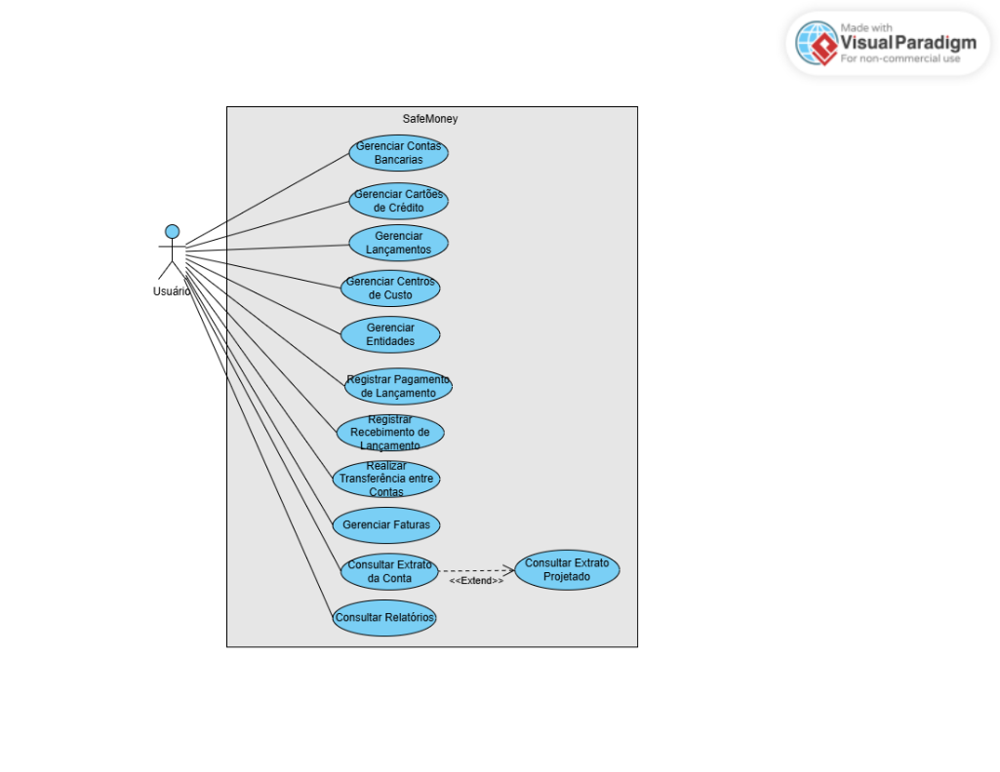 Made with
Visual Paradigm
For non-commercial use
SafeMoney
Gerenciar Contas
Bancarias
Gerenciar Cartões
de Crédito
Gerenciar
Lançamentos
Usuário
Gerenciar Centros
de Custo
Gerenciar
Entidades
Registrar Pagamento
de Lançamento
Registrar
Recebimento de
Lançamento
Realizar
Transferência entre
Contas
Gerenciar Faturas
Consultar Extrato
da Conta
<<Extend>>
Consultar Extrato
Projetado
Consultar Relatórios